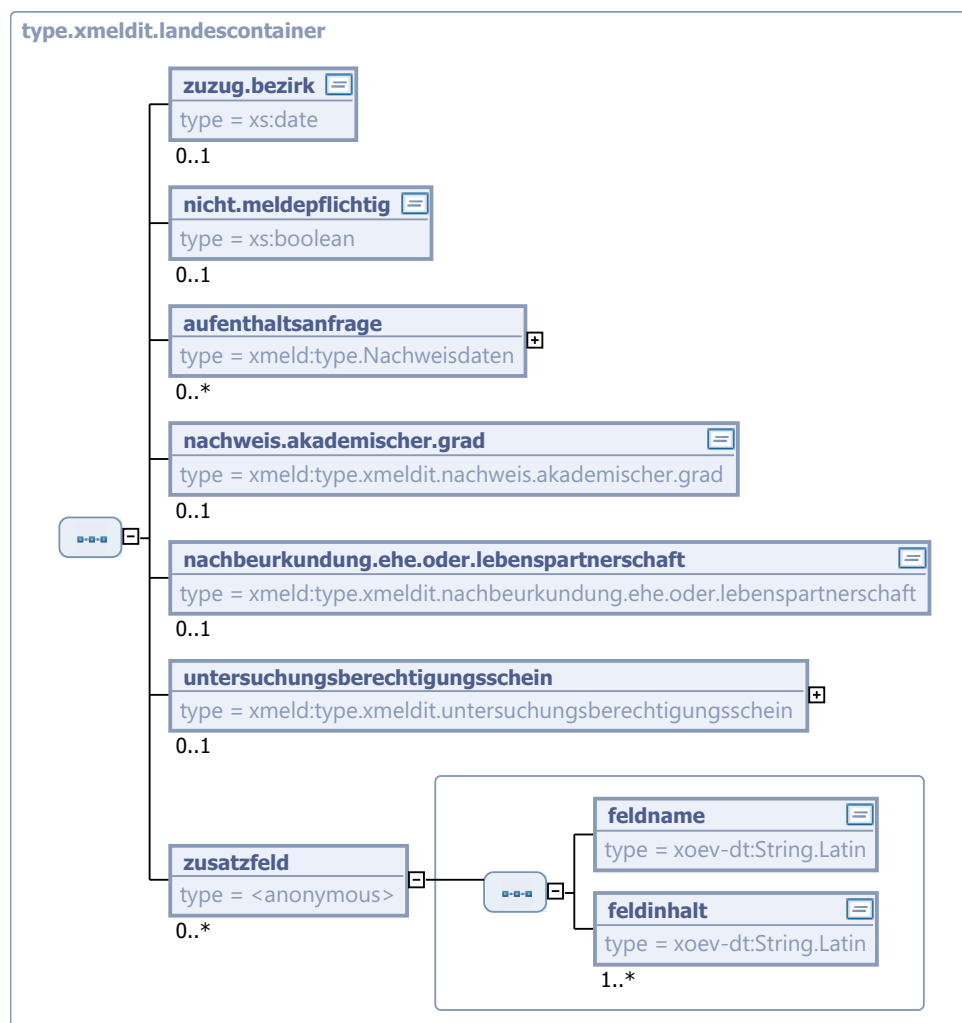 type.xmeldit.landescontainer
zuzug.bezirk
type = xs:date
0..1
nicht.meldepflichtig
type = xs:boolean
0..1
aufenthaltsanfrage
type = xmeld:type.Nachweisdaten
0..*
nachweis.akademischer.grad
type = xmeld:type.xmeldit.nachweis.akademischer.grad
0..1
nachbeurkundung.ehe.oder.lebenspartnerschaft
type = xmeld:type.xmeldit.nachbeurkundung.ehe.oder.lebenspartnerschaft
0..1
untersuchungsberechtigungsschein
type = xmeld:type.xmeldit.untersuchungsberechtigungsschein
0..1
zusatzfeld
type = <anonymous>
0..*
feldname
type = xoev-dt:String.Latin
feldinhalt
type = xoev-dt:String.Latin
1..*